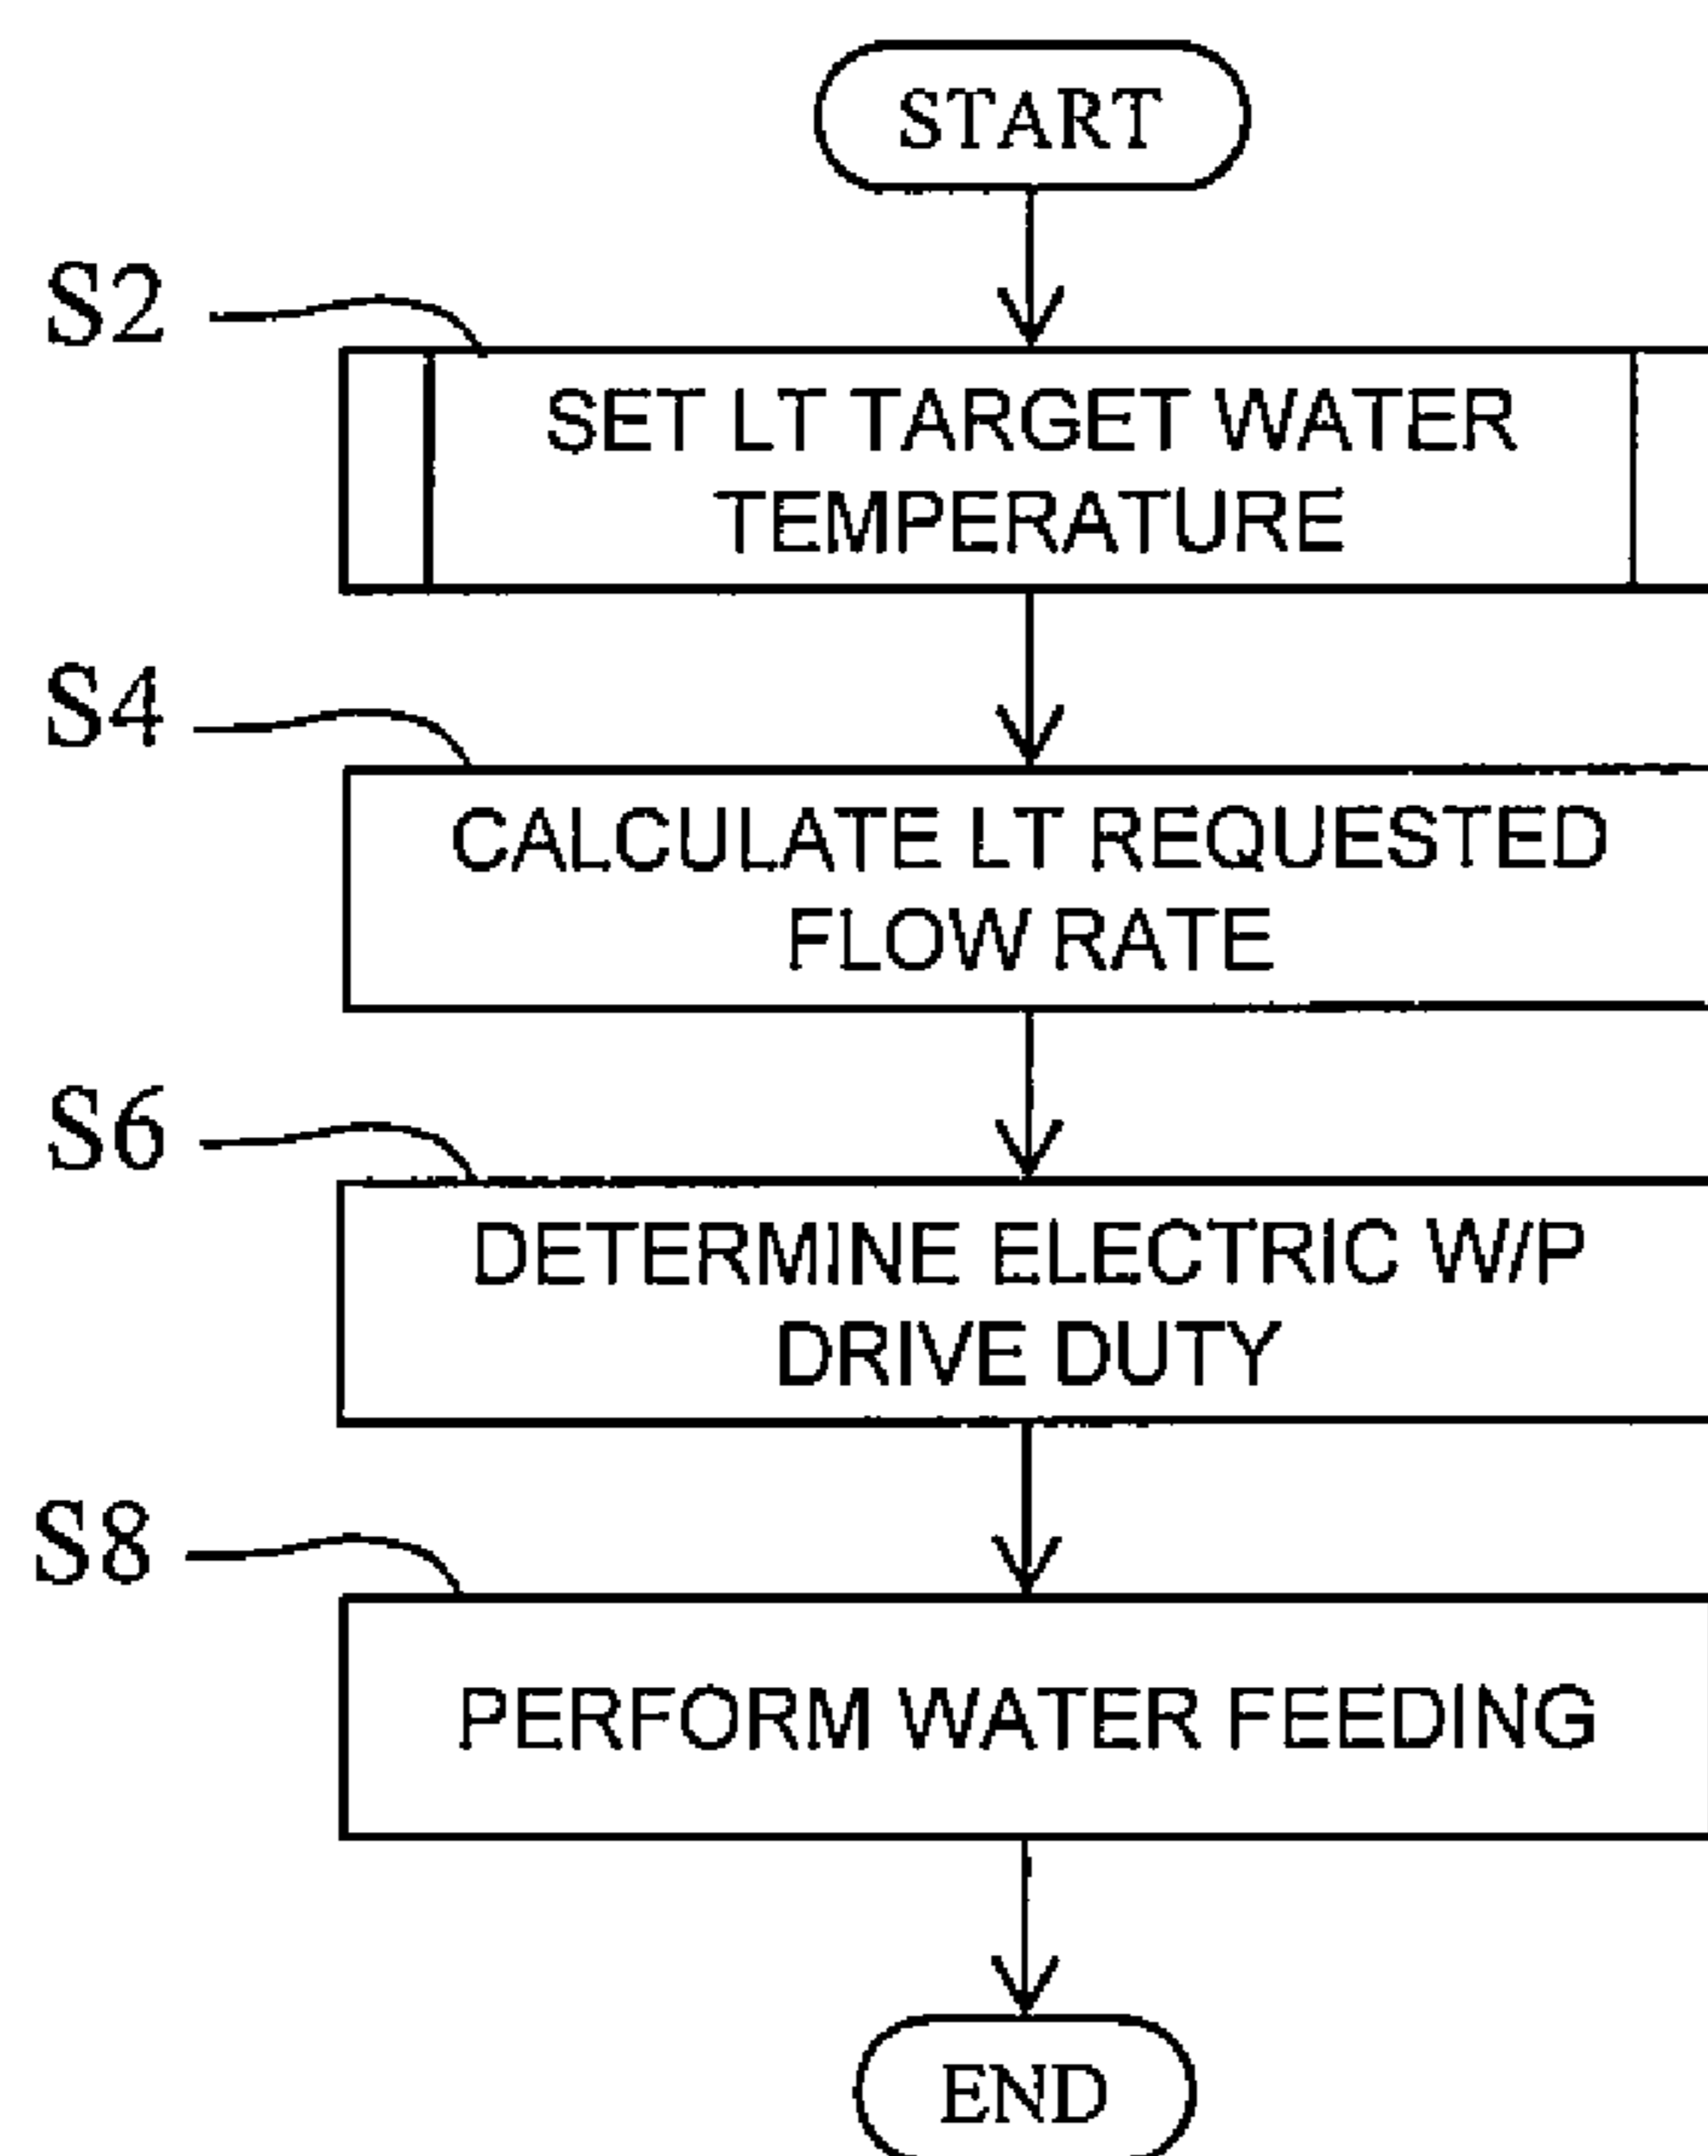 START
S2
SET LT TARGET WATER
TEMPERATURE
S4
CALCULATE LT REQUESTED
FLOW RATE
S6
DETERMINE ELECTRIC W/P
DRIVE DUTY
S8
PERFORM WATER FEEDING
END